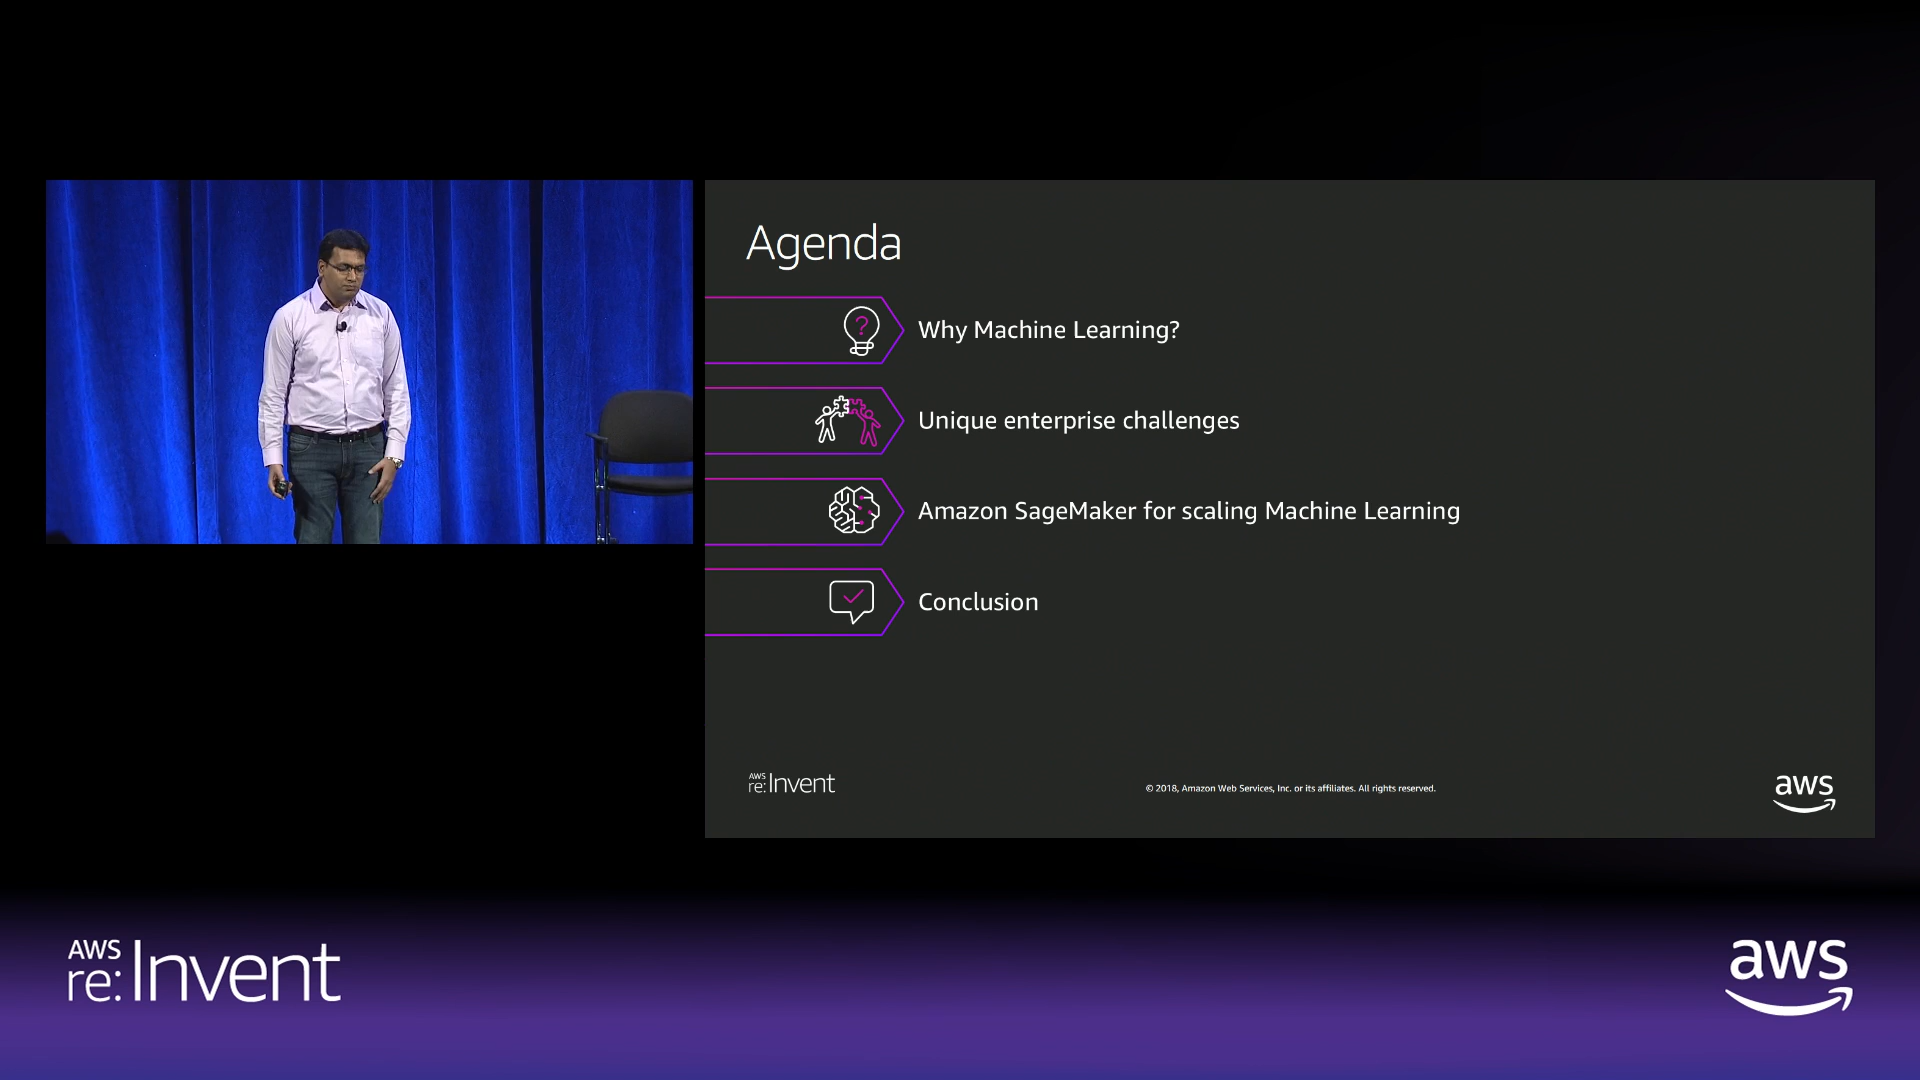 Agenda
?
Why Machine Learning?
Unique enterprise challenges
Amazon SageMaker for scaling Machine Learning
Conclusion
AWS
re:Invent
© 2018, Amazon Web Services, Inc. or its affiliates. All rights reserved.
aws
AWS
re:Invent
aws